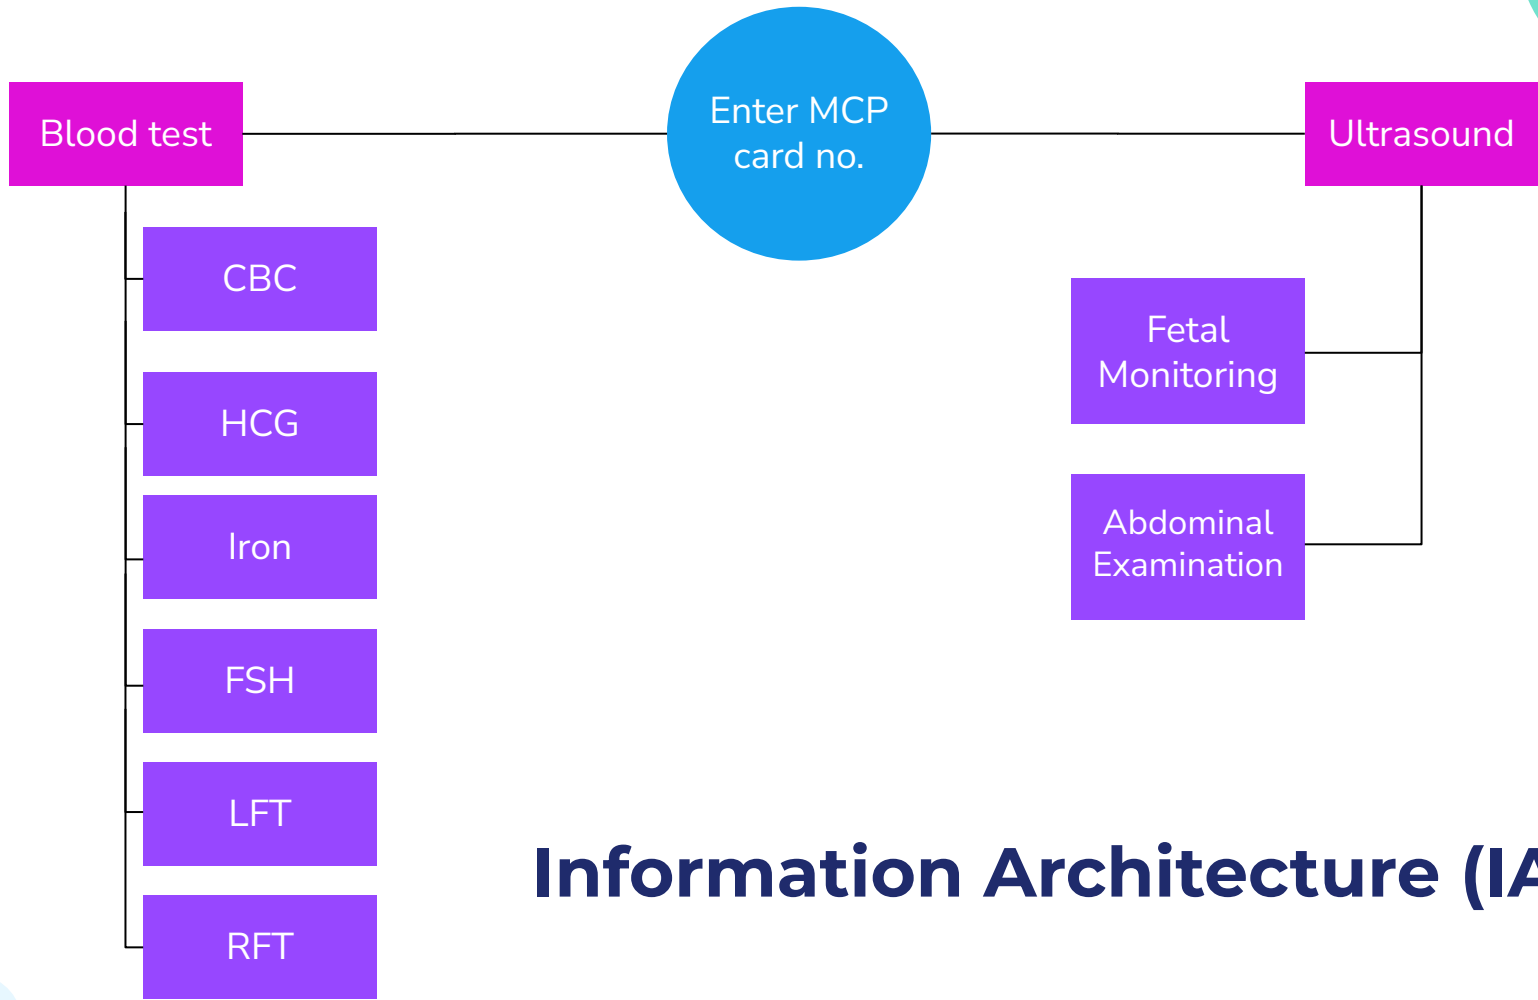 Blood test
Enter MCP
card no.
Ultrasound
CBC
HCG
Iron
FSH
LFT
RFT
Fetal
Monitoring
Abdominal
Examination
Information Architecture (IA